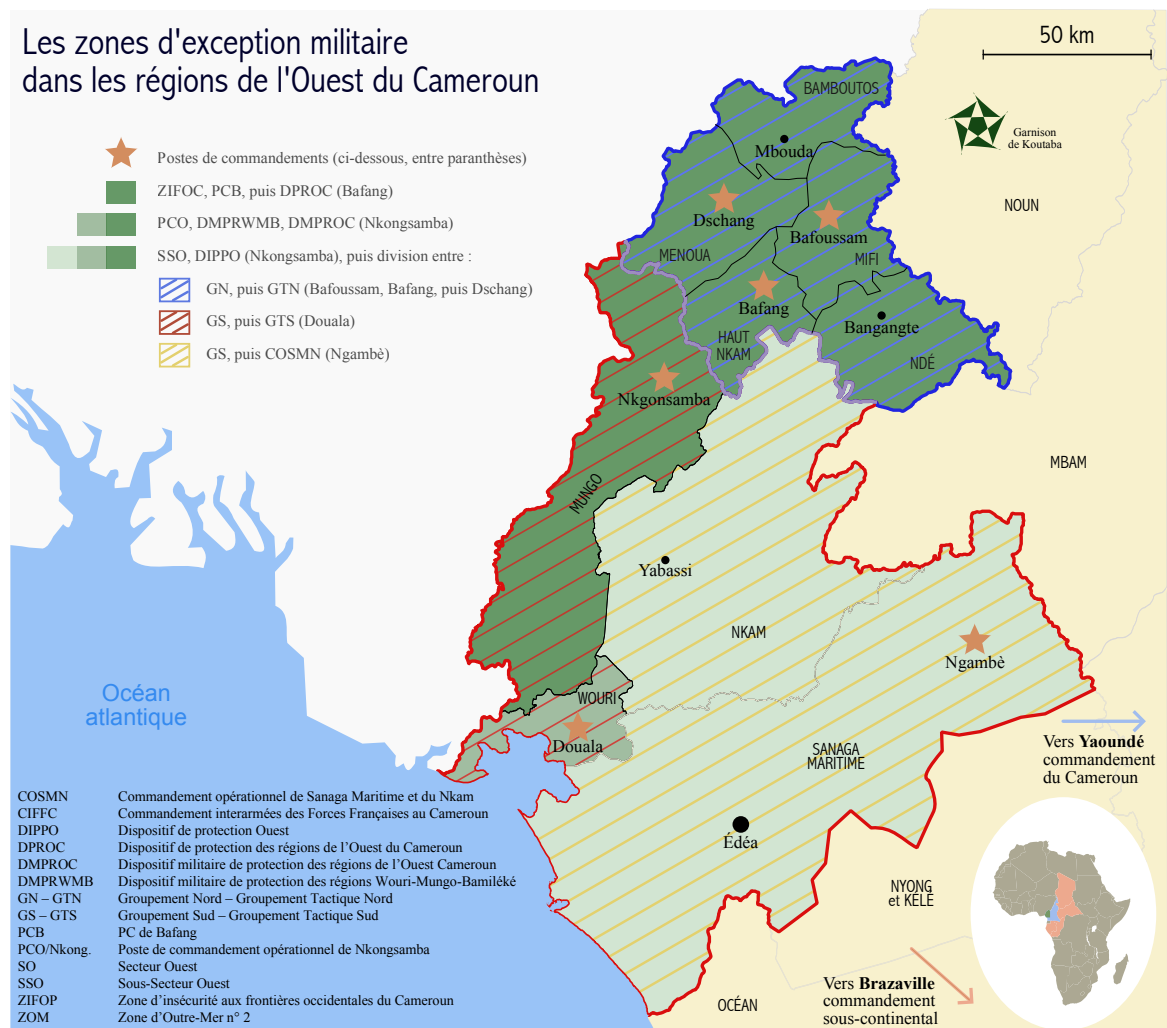 Les zones d'exception militaire
dans les régions de l'Ouest du Cameroun
50 km
Postes de commandements (ci-dessous, entre paranthèses)
ZIFOC, PCB, puis DPROC (Bafang)
PCO, DMPRWMB, DMPROC (Nkongsamba)
SSO, DIPPO (Nkongsamba), puis division entre :
GN, puis GTN (Bafoussam, Bafang, puis Dschang)
GS, puis GTS (Douala)
GS, puis COSMN (Ngambè)
BAMBOUTOS
Garnison
de Koutaba
Mbouda
NOUN
Dschang
Bafoussam
MENOUA
MIFI
Bafang
Bangangte
HAUT
NKAM
NDÉ
Nkgonsamba
MBAM
MUNGO
Yabassi
NKAM
Ngambè
WOURI
Douala
SANAGA
MARITIME
Édéa
Océan
atlantique
Vers Yaoundé
commandement
du Cameroun
NYONG
et KÉLÉ
Vers Brazaville
commandement
sous-continental
OCÉAN
COSMN Commandement opérationnel de Sanaga Maritime et du Nkam
CIFFC Commandement interarmées des Forces Françaises au Cameroun
DIPPO Dispositif de protection Ouest
DPROC Dispositif de protection des régions de l'Ouest du Cameroun
DMPROC Dispositif militaire de protection des régions de l'Ouest Cameroun
DMPRWMB Dispositif militaire de protection des régions Wouri-Mungo-Bamiléké
GN – GTN Groupement Nord – Groupement Tactique Nord
GS – GTS Groupement Sud – Groupement Tactique Sud
PCB PC de Bafang
PCO/Nkong. Poste de commandement opérationnel de Nkongsamba
SO Secteur Ouest
SSO Sous-Secteur Ouest
ZIFOP Zone d'insécurité aux frontières occidentales du Cameroun
ZOM Zone d'Outre-Mer n° 2